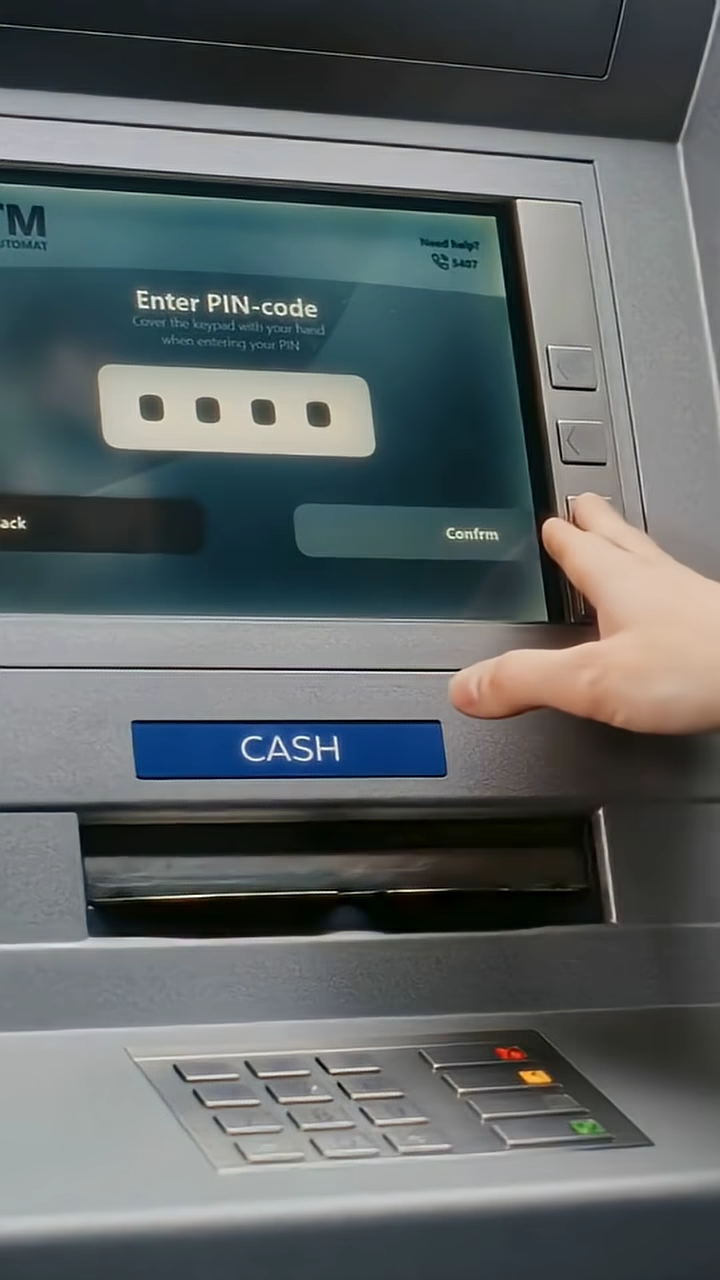 TM
UTOMAT
Need help?
5407
Enter PIN-code
Cover the keypad with your hand
when entering your PIN
ack
Confrm
CASH